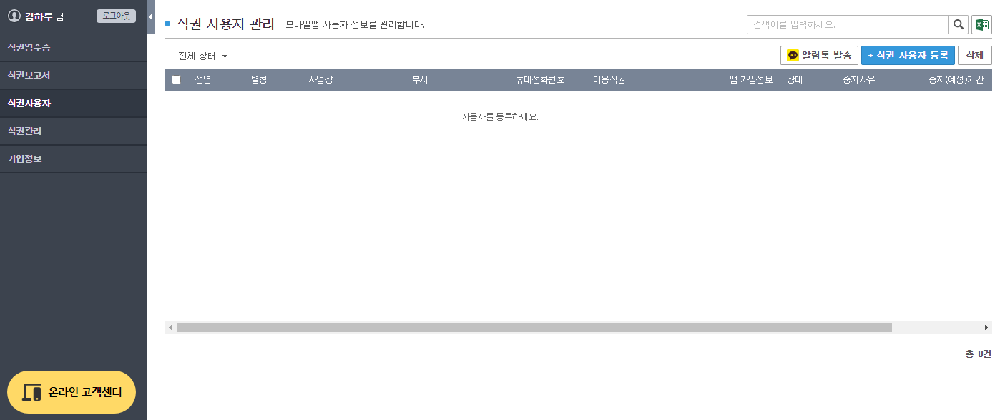 김하루 님
로그아웃
식권영수증
식권보고서
식권사용자
식권관리
가입정보
온라인 고객센터
식권 사용자 관리 모바일앱 사용자 정보를 관리합니다.
검색어를 입력하세요.
전체 상태
알림톡 발송 + 식권 사용자 등록 삭제
성명 별칭 사업장 부서 휴대전화번호 이용식권 앱 가입정보 상태 중지사유 중지(예정)기간
사용자를 등록하세요.
총 0건